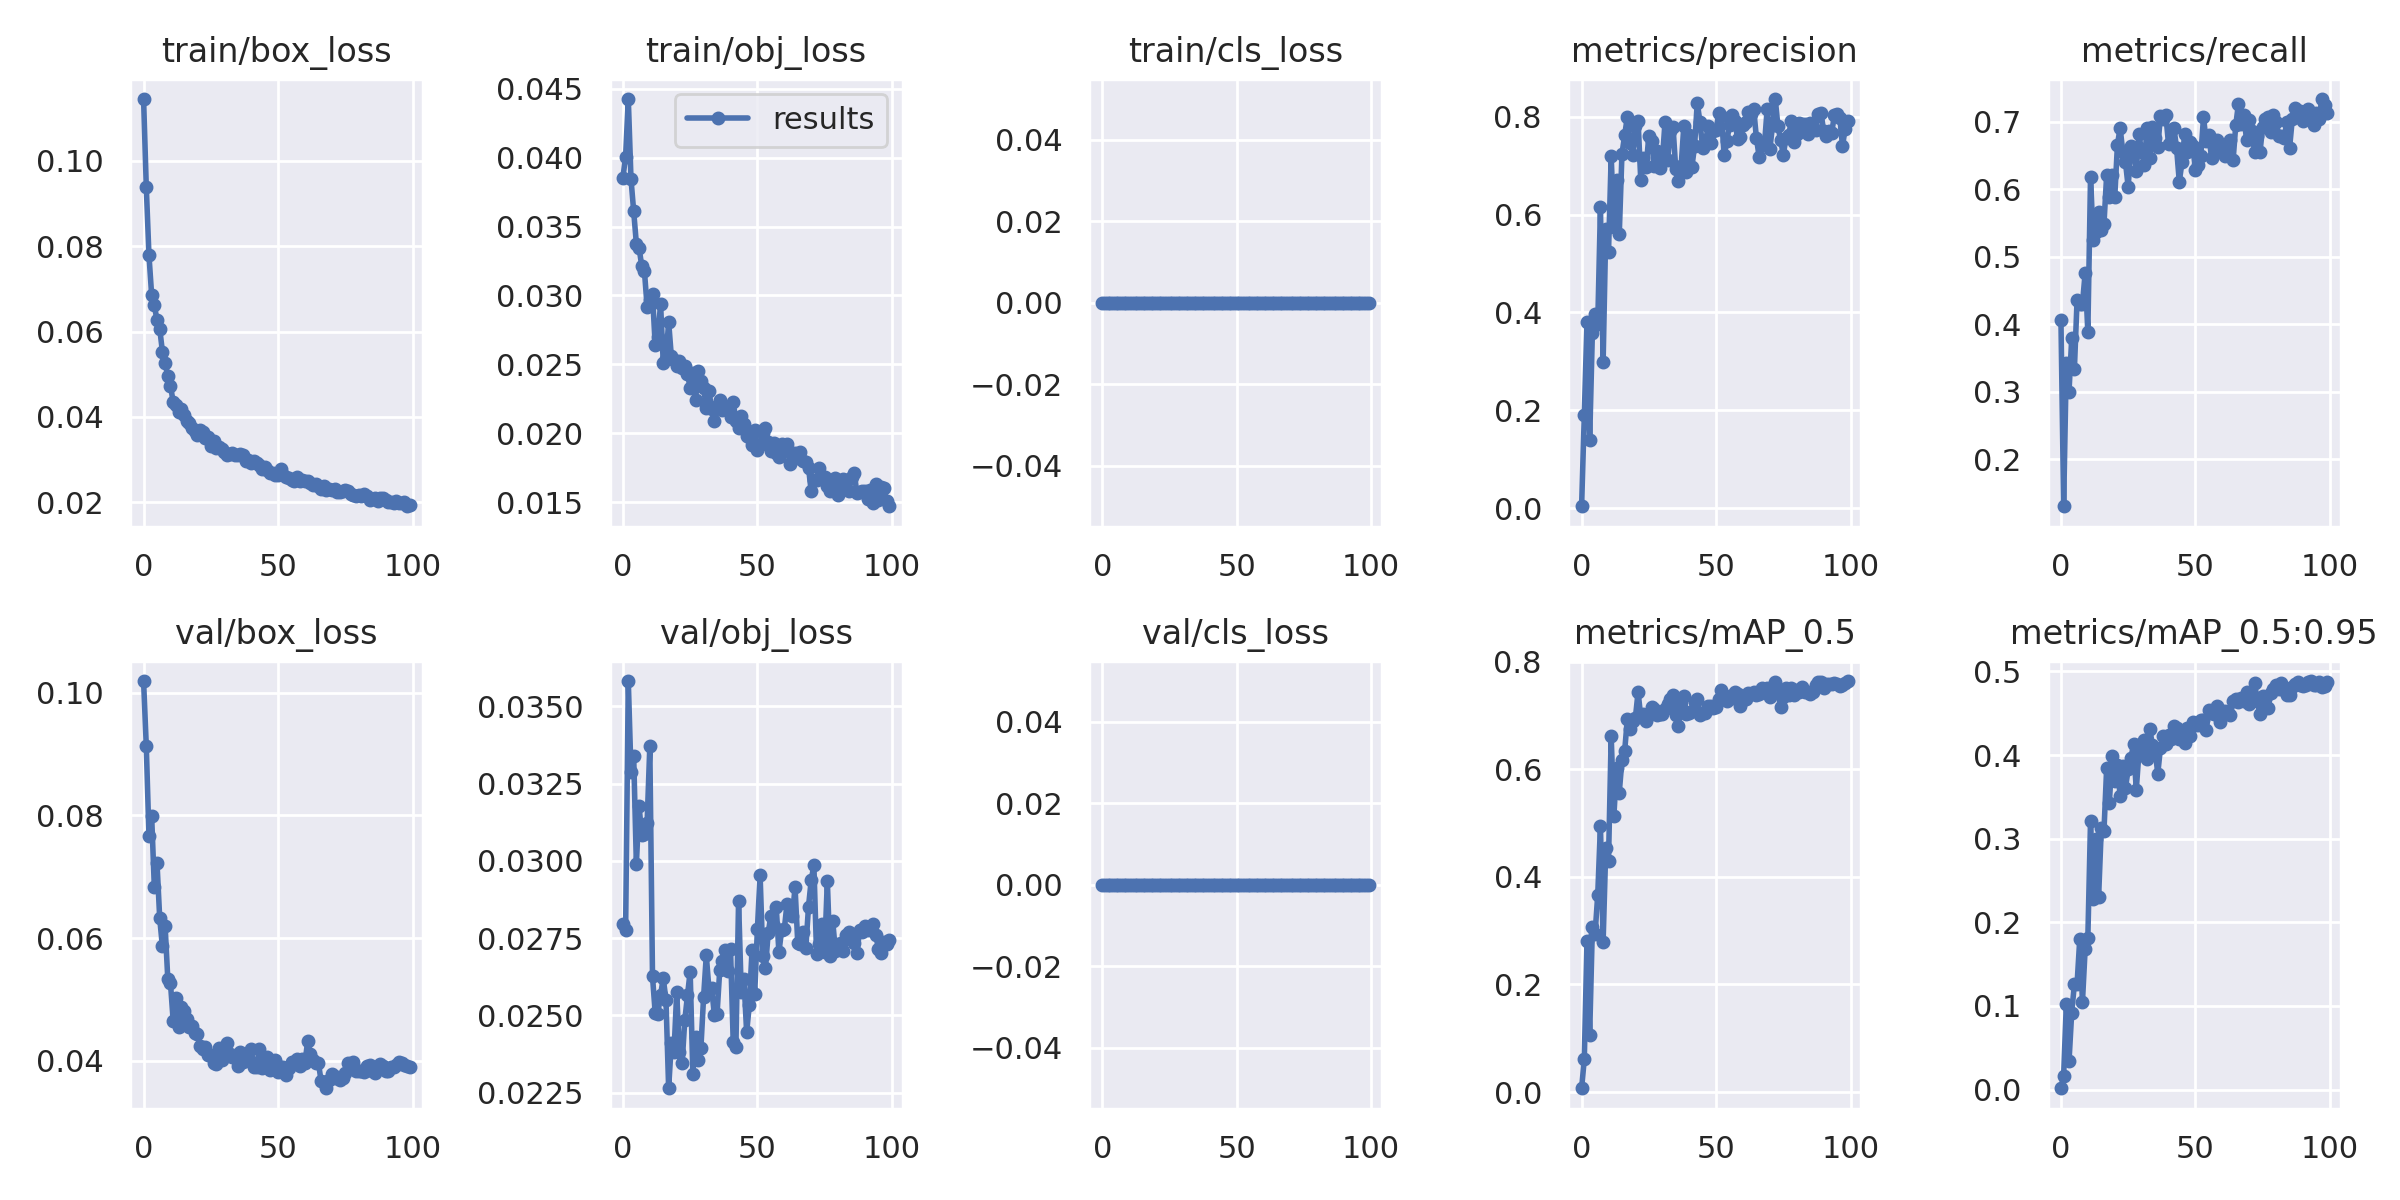 train/box_loss
0.10
0.08
0.06
0.04
0.02
0 50 100
train/obj_loss
results
0.045
0.040
0.035
0.030
0.025
0.020
0.015
0 50 100
train/cls_loss
0.04
0.02
0.00
−0.02
−0.04
0 50 100
metrics/precision
0.8
0.6
0.4
0.2
0.0
0 50 100
metrics/recall
0.7
0.6
0.5
0.4
0.3
0.2
0 50 100
val/box_loss
0.10
0.08
0.06
0.04
0 50 100
val/obj_loss
0.0350
0.0325
0.0300
0.0275
0.0250
0.0225
0 50 100
val/cls_loss
0.04
0.02
0.00
−0.02
−0.04
0 50 100
metrics/mAP_0.5
0.8
0.6
0.4
0.2
0.0
0 50 100
metrics/mAP_0.5:0.95
0.5
0.4
0.3
0.2
0.1
0.0
0 50 100